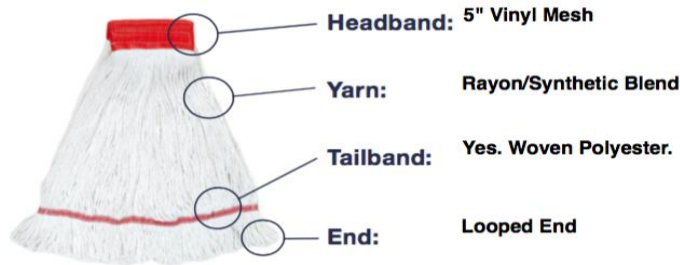 Headband: 5" Vinyl Mesh
Yarn: Rayon/Synthetic Blend
Tailband: Yes. Woven Polyester.
End: Looped End